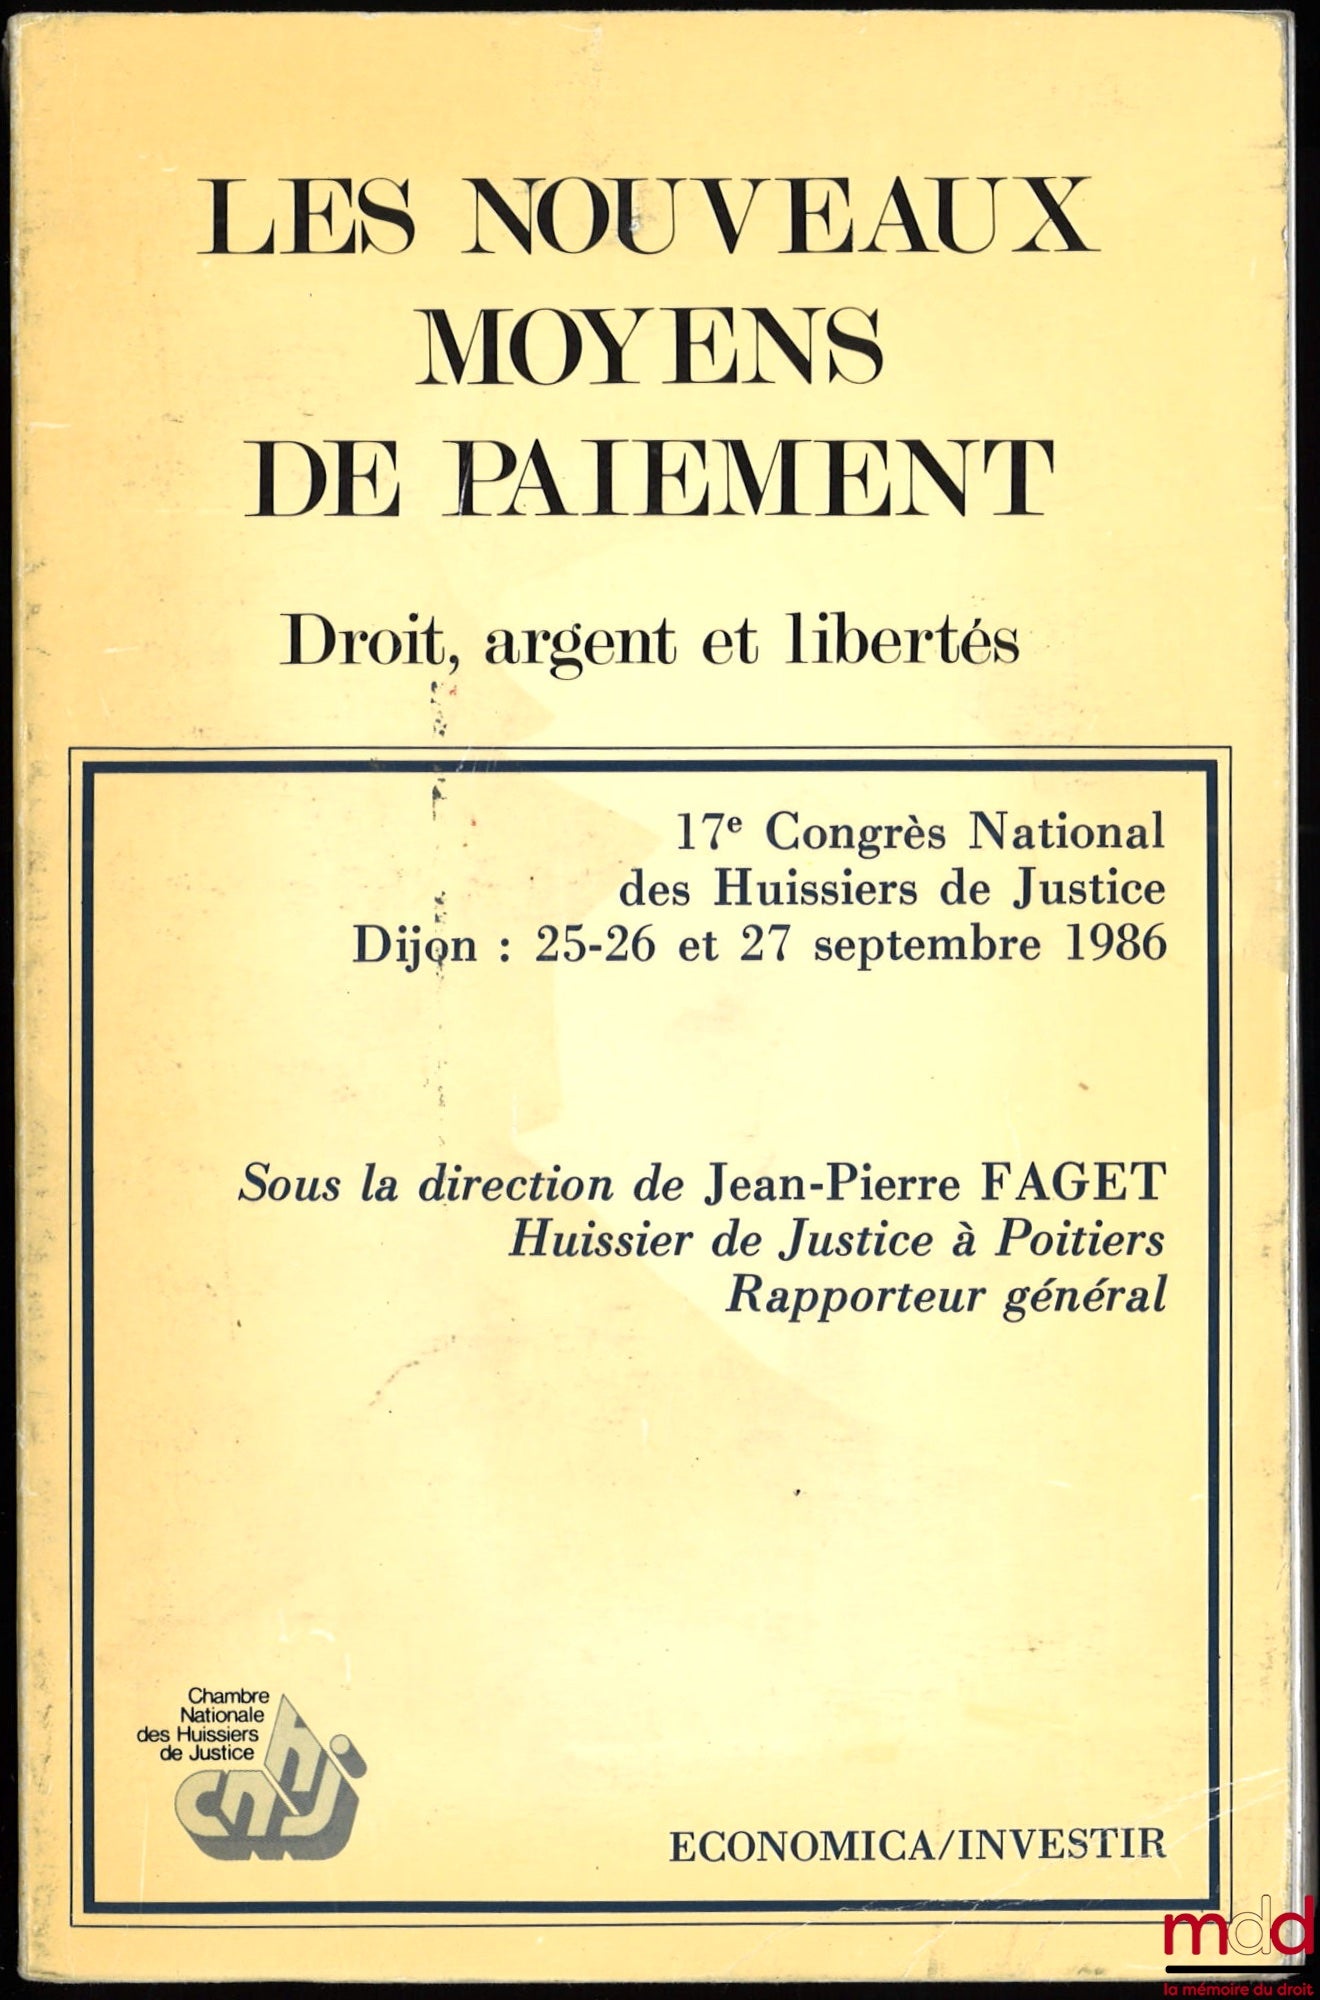 LES NOUVEAUX
MOYENS
DE PAIEMENT
Droit, argent et libertés
17e Congrès National
des Huissiers de Justice
Dijon : 25-26 et 27 septembre 1986
Sous la direction de Jean-Pierre FAGET
Huissier de Justice à Poitiers
Rapporteur général
Chambre
Nationale
des Huissiers
de Justice
cnhj
ECONOMICA/INVESTIR
mdd
la mémoire du droit